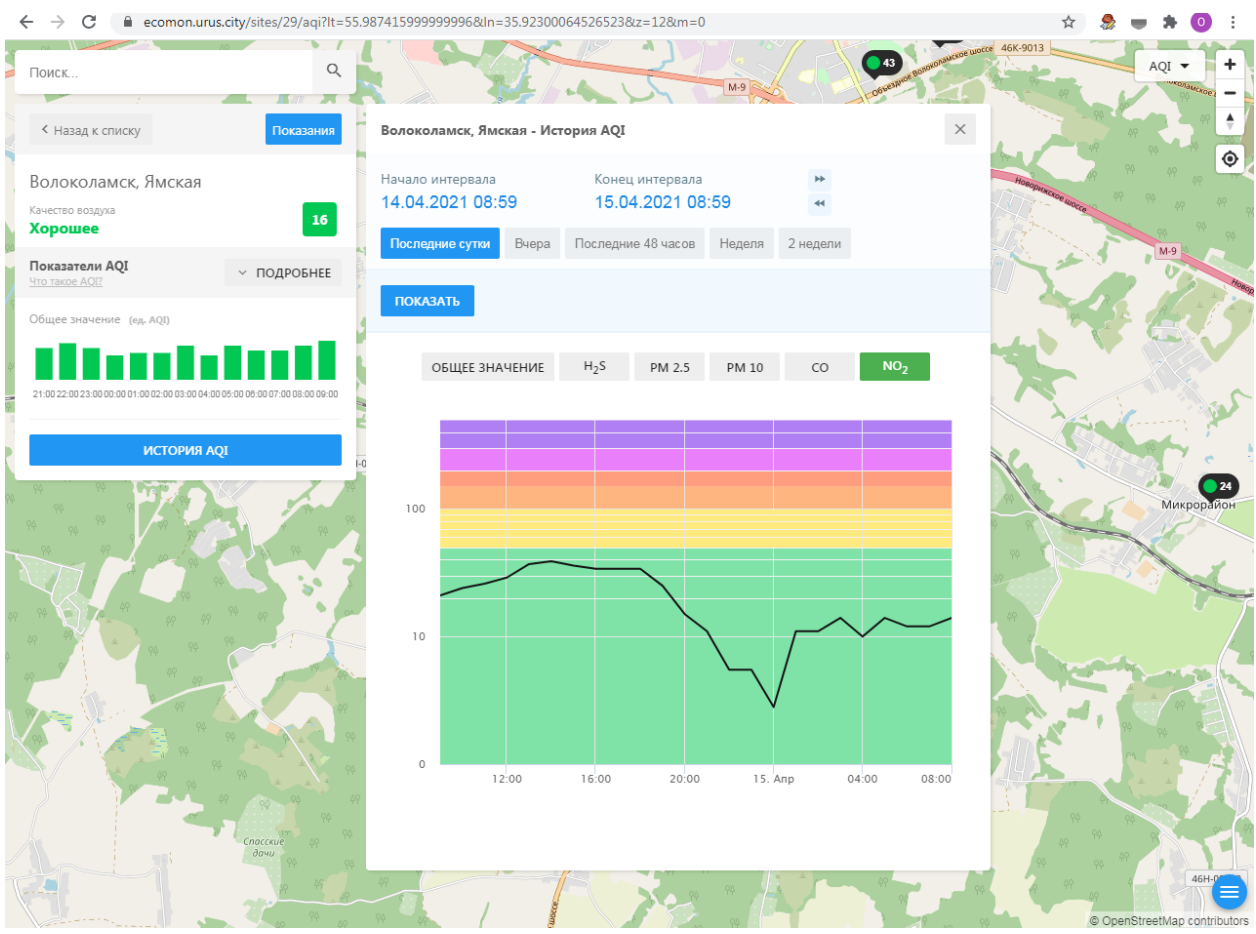 ecomon.urus.city/sites/29/aqi?lt=55.987415999999996&ln=35.92300064526523&z=12&m=0
О
Поиск...
46К-9013
43
Объездное Волоколамское шоссе
М-9
AQI
Назад к списку
Показания
Волоколамск, Ямская - История AQI
Волоколамск, Ямская
Качество воздуха
Хорошее
16
Начало интервала
Конец интервала
14.04.2021 08:59
15.04.2021 08:59
Последние сутки
Вчера
Последние 48 часов
Неделя
2 недели
Новорижское шоссе
М-9
Показатели AQI
Что такое AQI?
ПОДРОБНЕЕ
ПОКАЗАТЬ
Общее значение (ед. AQI)
21:00 22:00 23:00 00:00 01:00 02:00 03:00 04:00 05:00 06:00 07:00 08:00 09:00
ИСТОРИЯ AQI
ОБЩЕЕ ЗНАЧЕНИЕ
H₂S
PM 2.5
PM 10
CO
NO₂
100
10
0
12:00
16:00
20:00
15. Апр
04:00
08:00
24
Микрорайон
Спасские
дачи
© OpenStreetMap contributors